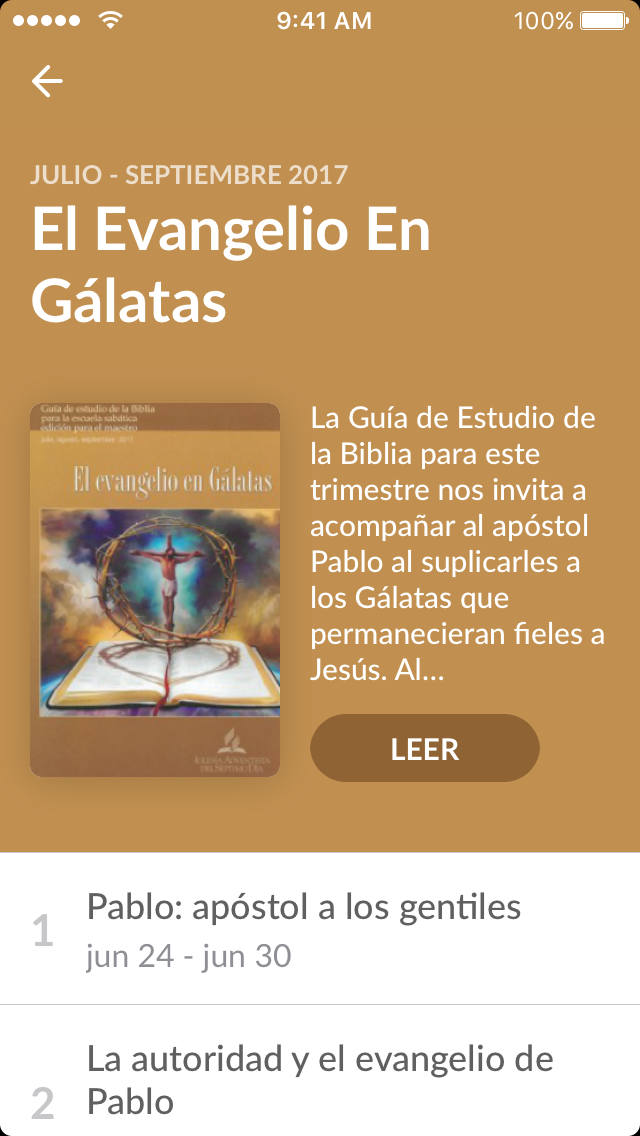 9:41 AM
100%
JULIO - SEPTIEMBRE 2017
El Evangelio En
Gálatas
Guía de estudio de la Biblia
para la escuela sabática
edición para el maestro
julio, agosto, septiembre 2017
El evangelio en Gálatas
Iglesia Adventista
del Séptimo Día
La Guía de Estudio de
la Biblia para este
trimestre nos invita a
acompañar al apóstol
Pablo al suplicarles a
los Gálatas que
permanecieran fieles a
Jesús. Al...
LEER
1
Pablo: apóstol a los gentiles
jun 24 - jun 30
2
La autoridad y el evangelio de
Pablo